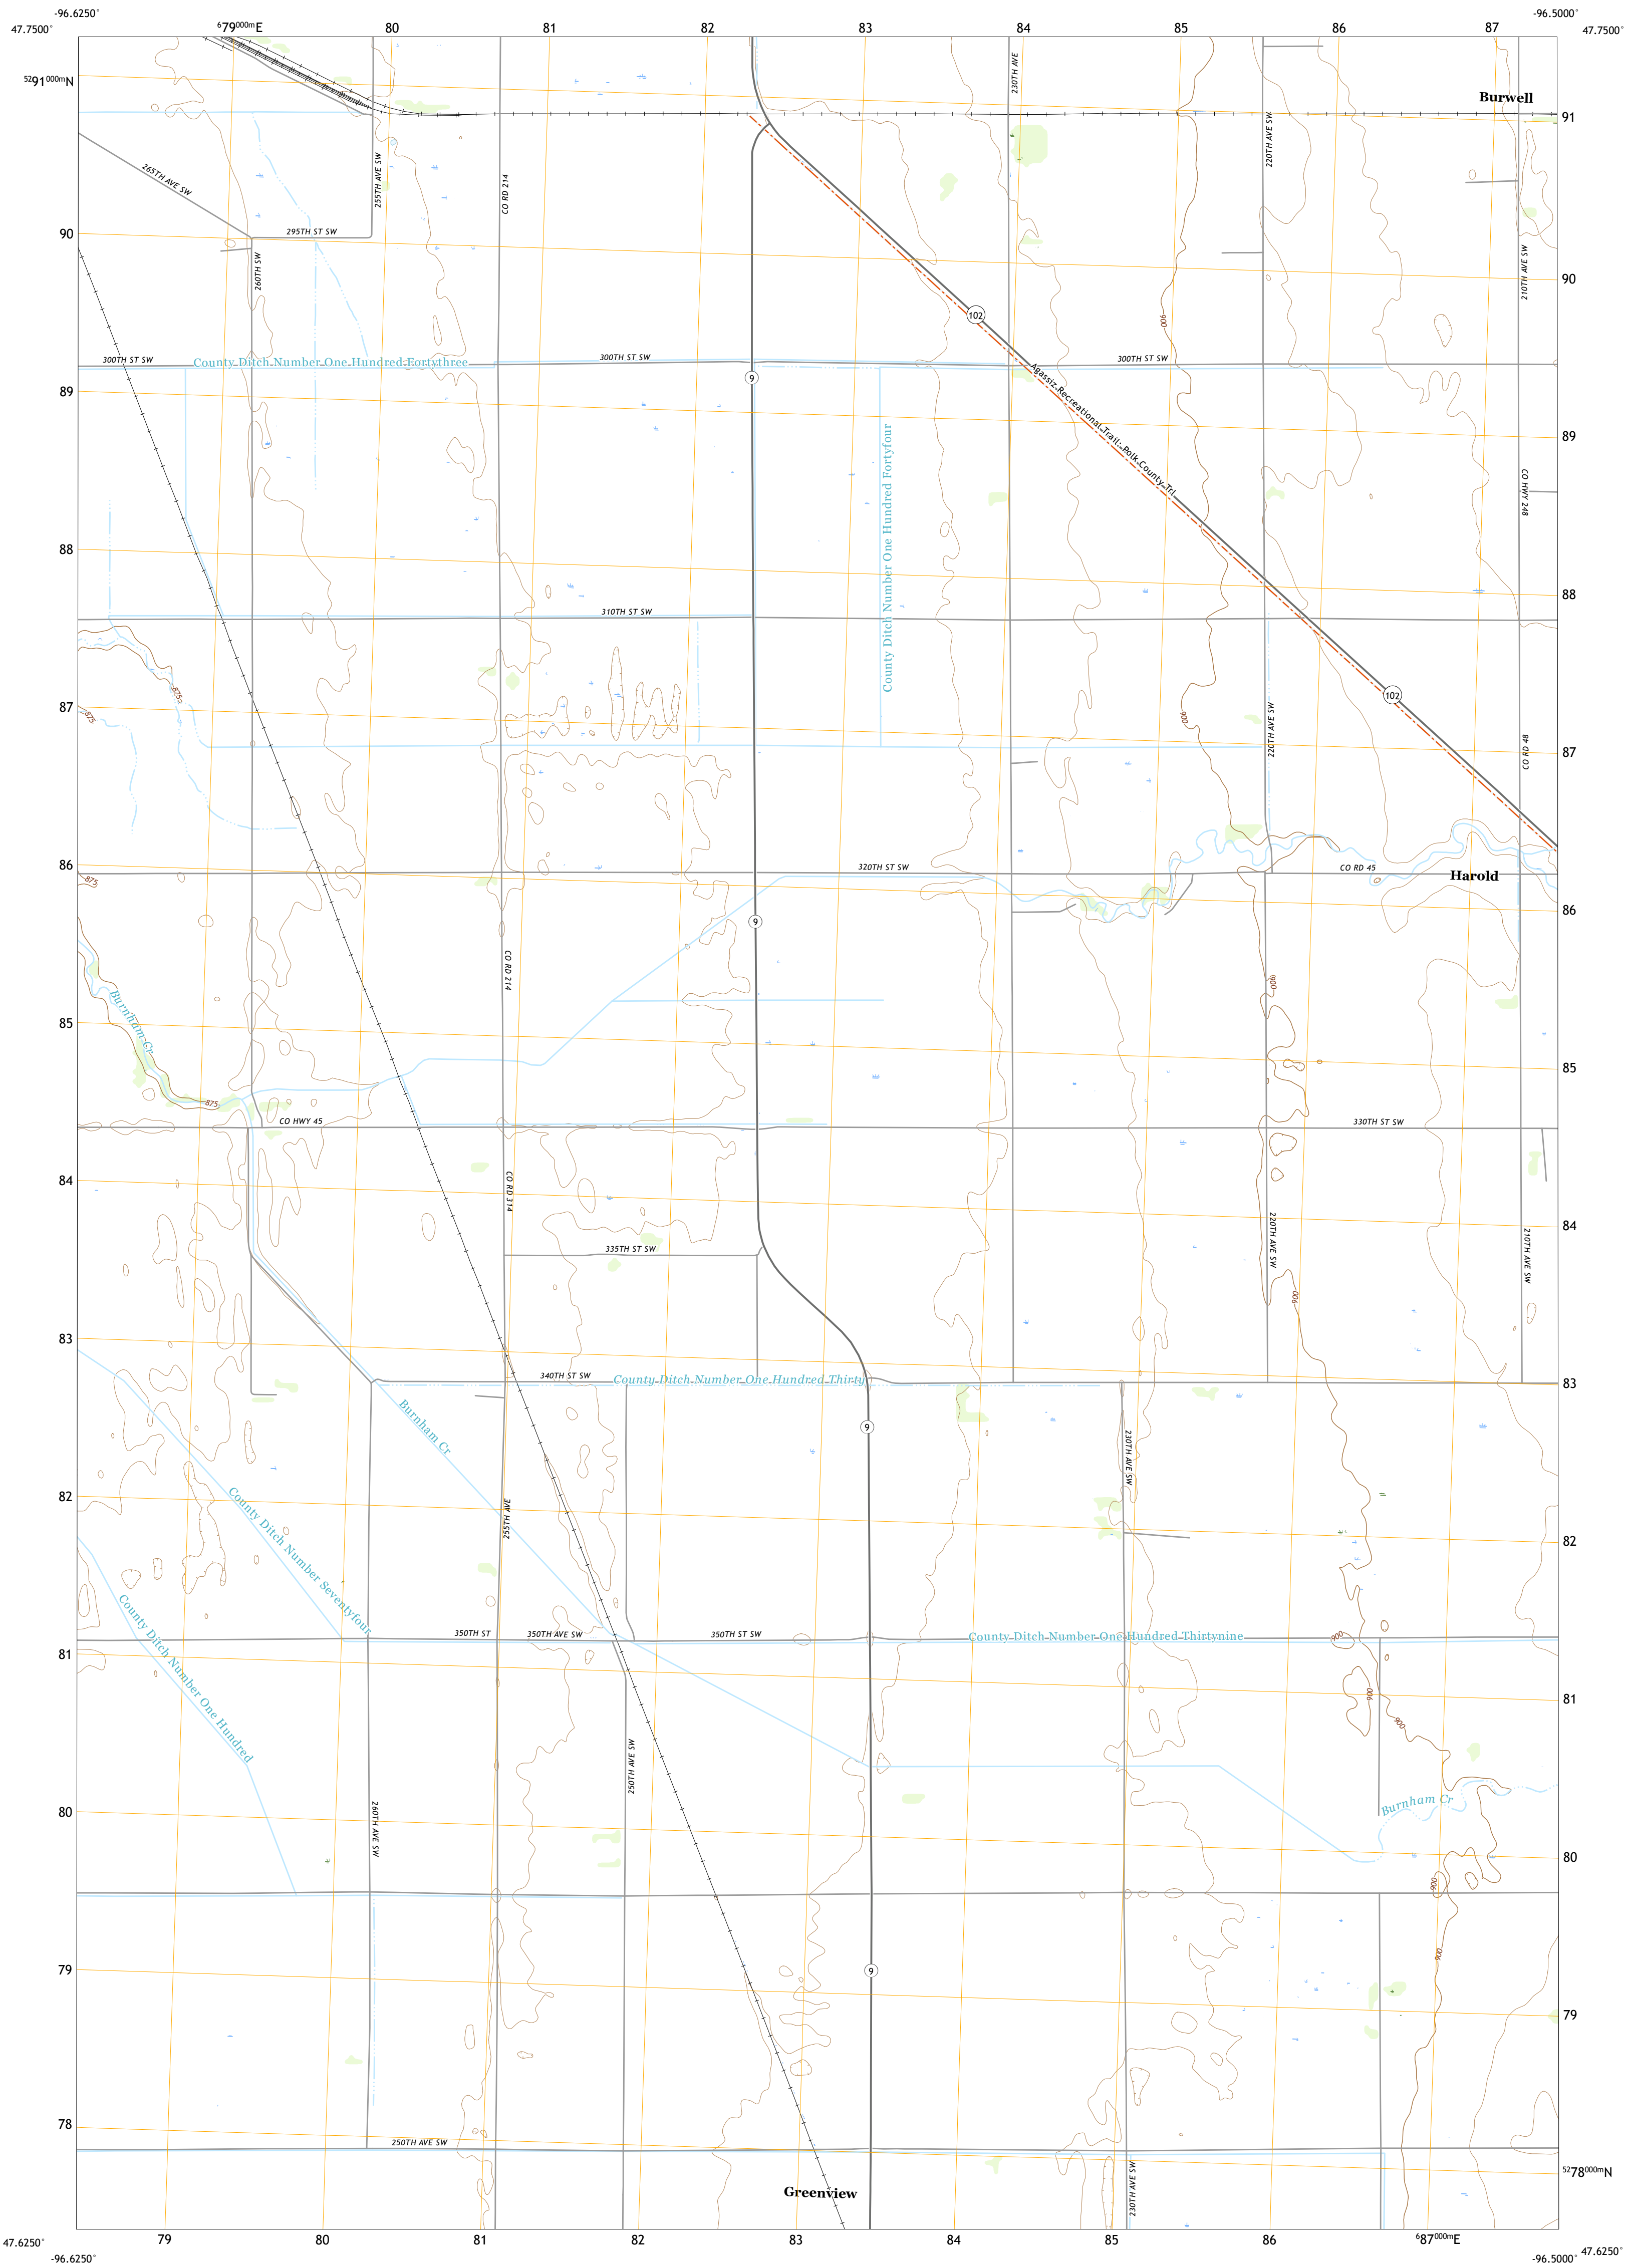 -96.6250°
-96.5000°
47.7500°
679000mE
80
81
82
83
84
85
86
87
47.7500°
5291000mN
Burwell
91
230TH AVE
220TH AVE SW
265TH AVE SW
255TH AVE SW
CO RD 214
295TH ST SW
90
260TH SW
210TH AVE SW
90
102
300TH ST SW
County Ditch Number One Hundred Fortythree
300TH ST SW
300TH ST SW
900
9
Agassiz Recreational Trail: Polk County Trl
89
89
County Ditch Number One Hundred Fortyfour
CO HWY 248
88
88
310TH ST SW
875
875
87
102
900
220TH AVE SW
CO RD 48
87
86
320TH ST SW
CO RD 45
Harold
875
86
9
CO RD 214
900
Burnham Cr
85
85
875
CO HWY 45
330TH ST SW
84
CO RD 314
84
335TH ST SW
220TH AVE SW
210TH AVE SW
900
83
340TH ST SW
County Ditch Number One Hundred Thirty
83
Burnham Cr
9
230TH AVE SW
82
County Ditch Number Seventyfour
255TH AVE
82
County Ditch Number One Hundred
350TH ST
350TH AVE SW
350TH ST SW
County Ditch Number One Hundred Thirtynine
900
81
900
900
81
250TH AVE SW
80
260TH AVE SW
Burnham Cr
80
900
79
9
900
79
78
250TH AVE SW
5278000mN
Greenview
230TH AVE SW
47.6250°
79
80
81
82
83
84
85
86
687000mE
47.6250°
-96.6250°
-96.5000°